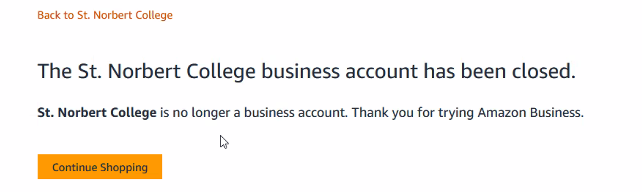 Back to St. Norbert College
The St. Norbert College business account has been closed.
St. Norbert College is no longer a business account. Thank you for trying Amazon Business.
Continue Shopping